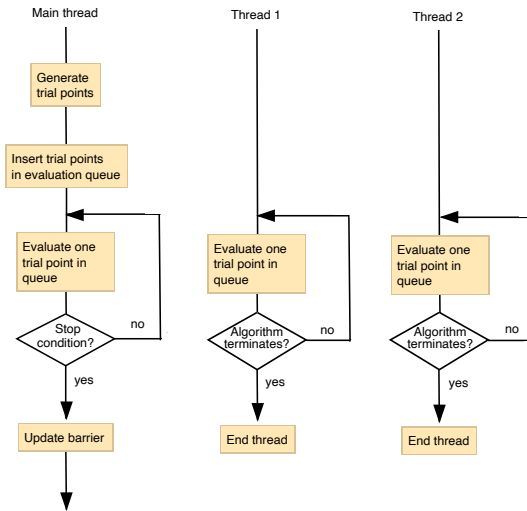 Main thread
Generate
trial points
Insert trial points
in evaluation queue
Evaluate one
trial point in
queue
Stop
condition?
no
yes
Update barrier
Thread 1
Evaluate one
trial point in
queue
Algorithm
terminates?
no
yes
End thread
Thread 2
Evaluate one
trial point in
queue
Algorithm
terminates?
no
yes
End thread